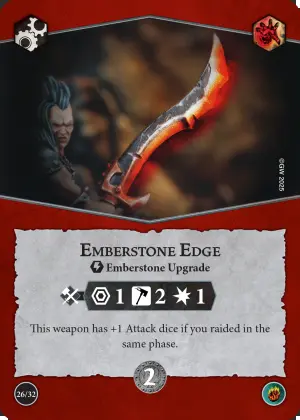 ©GW 2025
EMBERSTONE EDGE
Emberstone Upgrade
1 2 1
This weapon has +1 Attack dice if you raided in the
same phase.
2
26/32